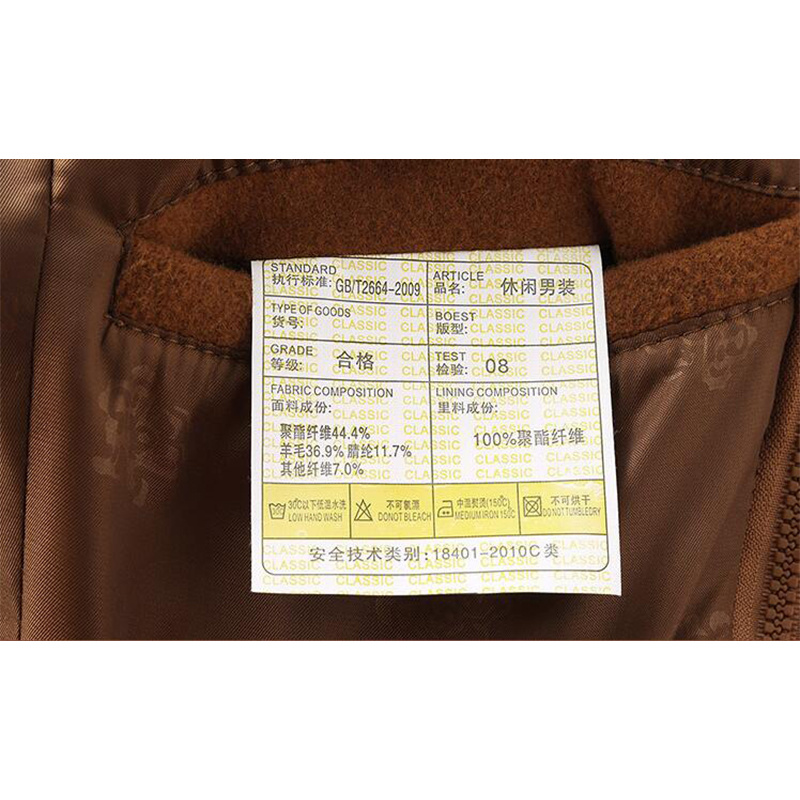 STANDARD
执行标准: GB/T2664-2009
ARTICLE
品名: 休闲男装
TYPE OF GOODS
货号:
BOEST
版型:
GRADE
等级: 合格
TEST
检验: 08
FABRIC COMPOSITION
面料成份:
聚酯纤维44.4%
羊毛36.9% 腈纶11.7%
其他纤维7.0%
LINING COMPOSITION
里料成份:
100%聚酯纤维
30℃以下低温水洗
LOW HAND WASH
不可氯漂
DO NOT BLEACH
中温熨烫(150℃)
MEDIUM IRON 150℃
不可烘干
DO NOT TUMBLEDRY
安全技术类别:18401-2010C类
CLASSIC